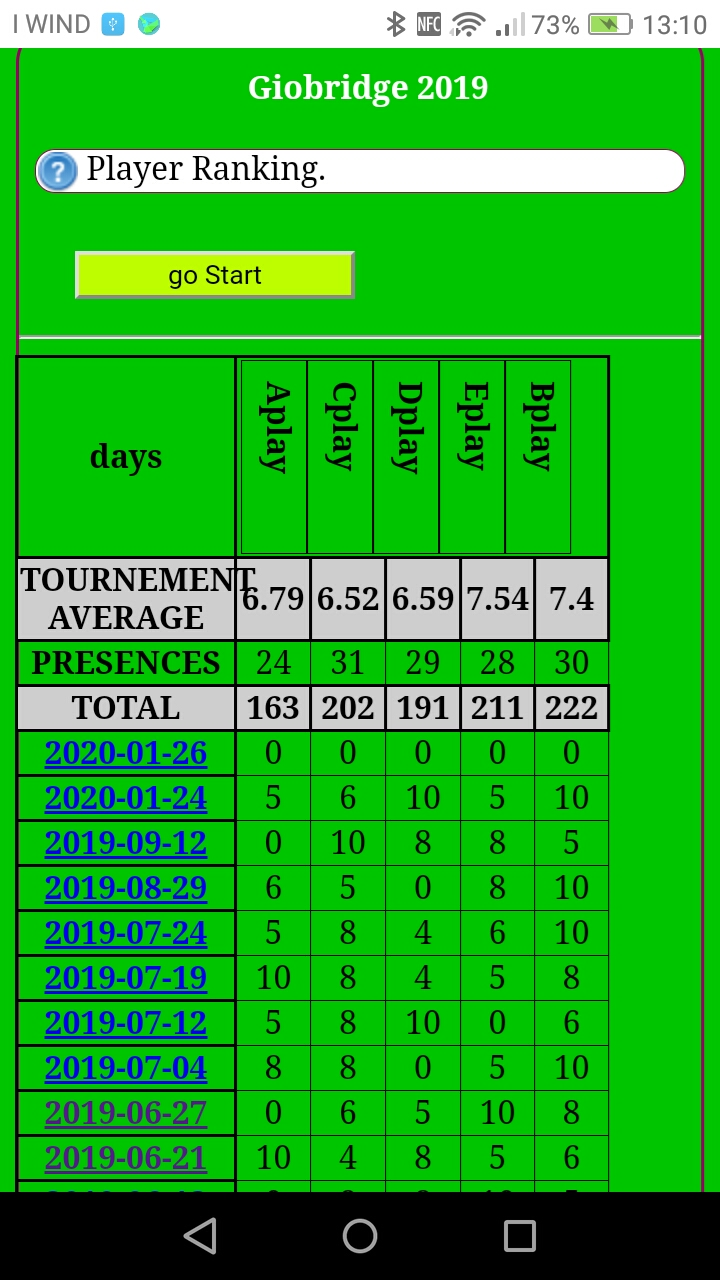 I WIND NFC 73% 13:10
Giobridge 2019
? Player Ranking.
go Start
days Aplay Cplay Dplay Eplay Bplay
TOURNEMENT
AVERAGE 6.79 6.52 6.59 7.54 7.4
PRESENCES 24 31 29 28 30
TOTAL 163 202 191 211 222
2020-01-26 0 0 0 0 0
2020-01-24 5 6 10 5 10
2019-09-12 0 10 8 8 5
2019-08-29 6 5 0 8 10
2019-07-24 5 8 4 6 10
2019-07-19 10 8 4 5 8
2019-07-12 5 8 10 0 6
2019-07-04 8 8 0 5 10
2019-06-27 0 6 5 10 8
2019-06-21 10 4 8 5 6